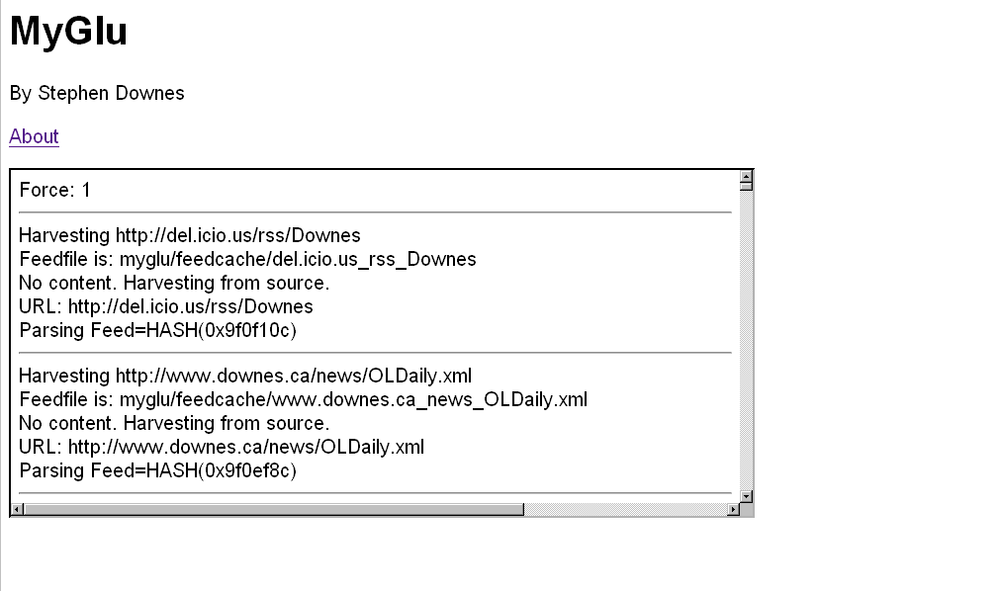 MyGlu
By Stephen Downes
About
Force: 1
Harvesting http://del.icio.us/rss/Downes
Feedfile is: myglu/feedcache/del.icio.us_rss_Downes
No content. Harvesting from source.
URL: http://del.icio.us/rss/Downes
Parsing Feed=HASH(0x9f0f10c)
Harvesting http://www.downes.ca/news/OLDaily.xml
Feedfile is: myglu/feedcache/www.downes.ca_news_OLDaily.xml
No content. Harvesting from source.
URL: http://www.downes.ca/news/OLDaily.xml
Parsing Feed=HASH(0x9f0ef8c)